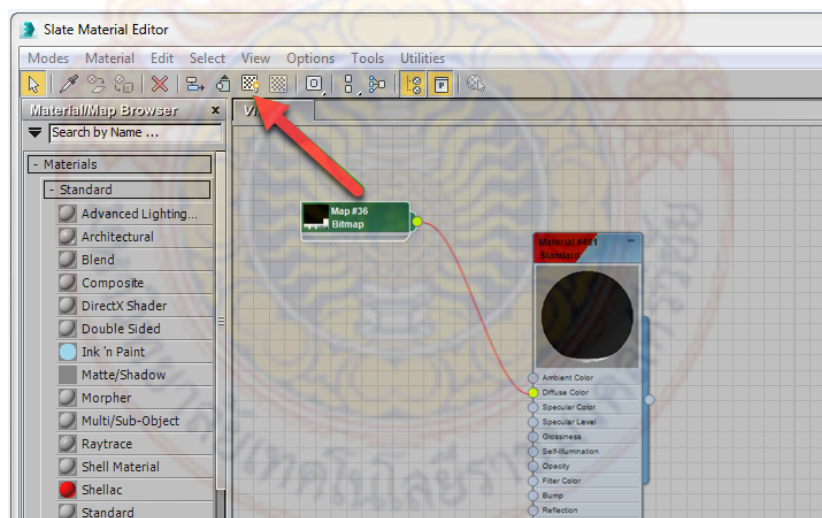 Slate Material Editor
Modes Material Edit Select View Options Tools Utilities
Material/Map Browser x
Search by Name ...
- Materials
- Standard
Advanced Lighting...
Architectural
Blend
Composite
DirectX Shader
Double Sided
Ink 'n Paint
Matte/Shadow
Morpher
Multi/Sub-Object
Raytrace
Shell Material
Shellac
Standard
Map #36
Bitmap
Standard
Ambient Color
Diffuse Color
Specular Color
Specular Level
Glossiness
Self-Illumination
Opacity
Filter Color
Bump
Reflection